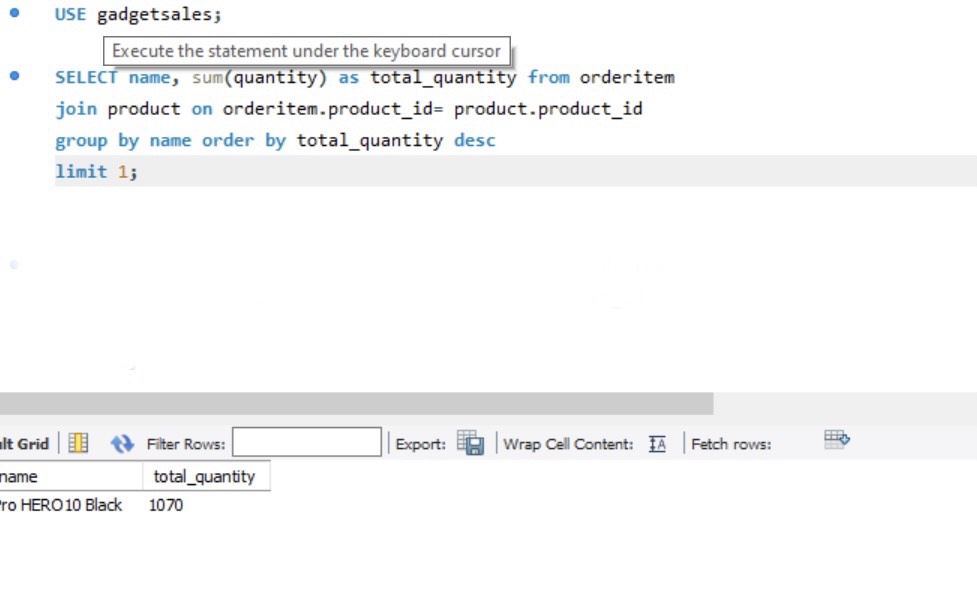 USE gadgetsales;
Execute the statement under the keyboard cursor
SELECT name, sum(quantity) as total_quantity from orderitem
join product on orderitem.product_id= product.product_id
group by name order by total_quantity desc
limit 1;
lt Grid Filter Rows: Export: Wrap Cell Content: Fetch rows:
name total_quantity
ro HERO10 Black 1070